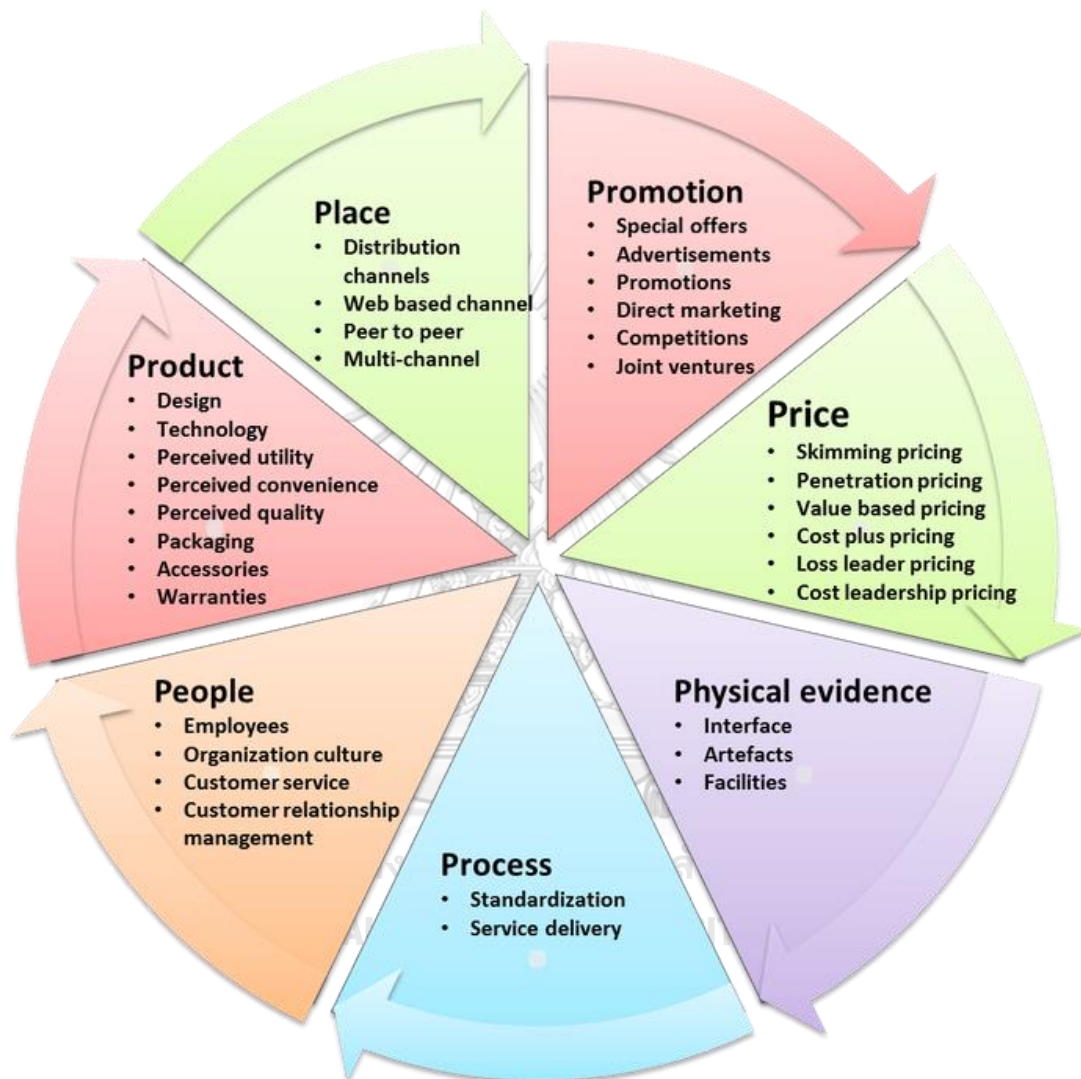 Place
• Distribution
channels
• Web based channel
• Peer to peer
• Multi-channel
Promotion
• Special offers
• Advertisements
• Promotions
• Direct marketing
• Competitions
• Joint ventures
Price
• Skimming pricing
• Penetration pricing
• Value based pricing
• Cost plus pricing
• Loss leader pricing
• Cost leadership pricing
Physical evidence
• Interface
• Artefacts
• Facilities
Process
• Standardization
• Service delivery
People
• Employees
• Organization culture
• Customer service
• Customer relationship
management
Product
• Design
• Technology
• Perceived utility
• Perceived convenience
• Perceived quality
• Packaging
• Accessories
• Warranties